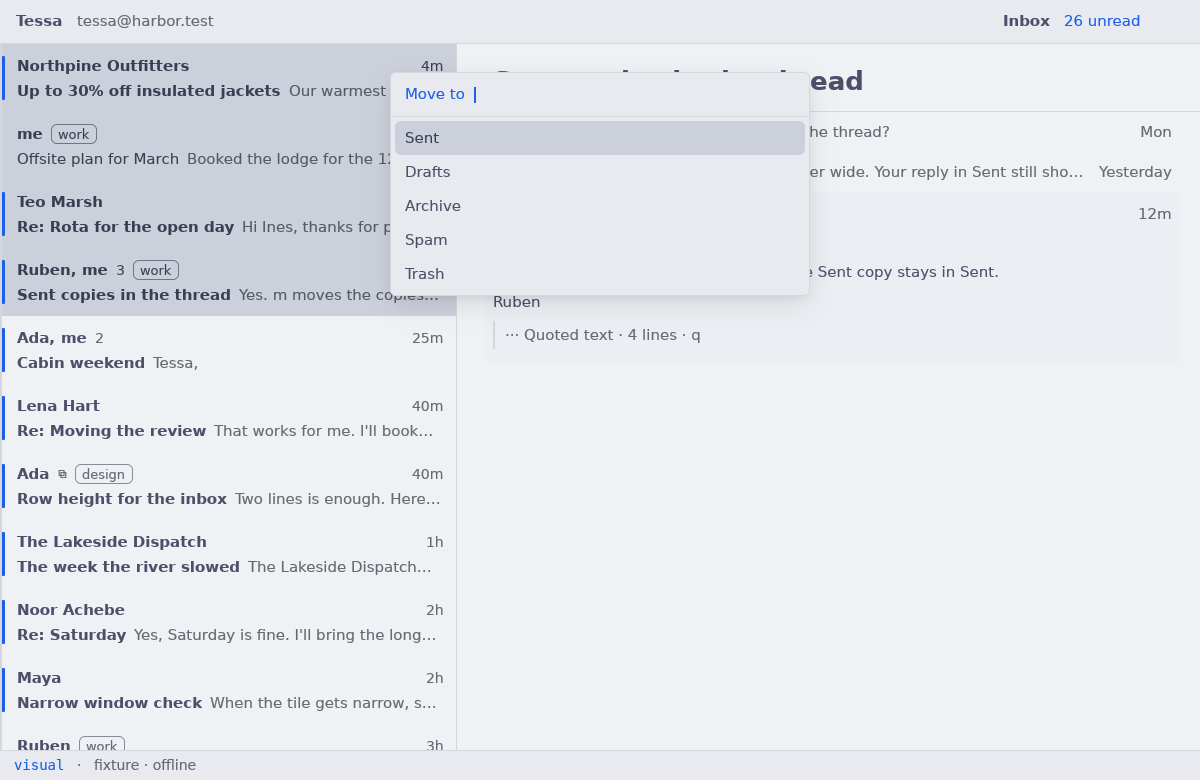 Tessa tessa@harbor.test
Inbox 26 unread
Northpine Outfitters 4m
Up to 30% off insulated jackets Our warmest
me work
Offsite plan for March Booked the lodge for the 12
Teo Marsh
Re: Rota for the open day Hi Ines, thanks for
Ruben, me 3 work
Sent copies in the thread Yes. m moves the copies…
Ada, me 2 25m
Cabin weekend Tessa,
Lena Hart 40m
Re: Moving the review That works for me. I'll book…
Ada design 40m
Row height for the inbox Two lines is enough. Here…
The Lakeside Dispatch 1h
The week the river slowed The Lakeside Dispatch…
Noor Achebe 2h
Re: Saturday Yes, Saturday is fine. I'll bring the long…
Maya 2h
Narrow window check When the tile gets narrow, s…
Ruben work 3h
Move to
Sent
Drafts
Archive
Spam
Trash
he thread? Mon
er wide. Your reply in Sent still sho… Yesterday
12m
Sent copy stays in Sent.
Ruben
··· Quoted text · 4 lines · q
visual · fixture · offline